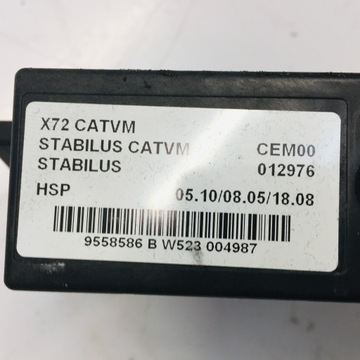 X72 CATVM
STABILUS CATVM CEM00
STABILUS 012976
HSP 05.10/08.05/18.08
9558586 B W523 004987